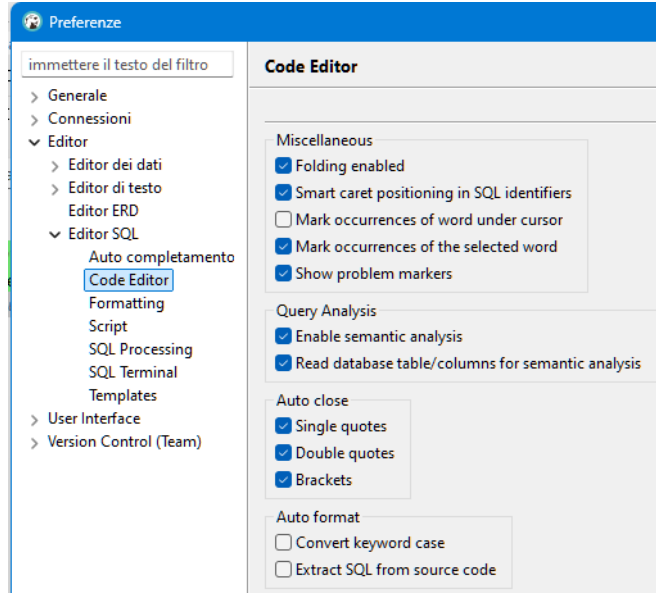 Preferenze
immettere il testo del filtro
Generale
Connessioni
Editor
Editor dei dati
Editor di testo
Editor ERD
Editor SQL
Auto completamento
Code Editor
Formatting
Script
SQL Processing
SQL Terminal
Templates
User Interface
Version Control (Team)
Code Editor
Miscellaneous
Folding enabled
Smart caret positioning in SQL identifiers
Mark occurrences of word under cursor
Mark occurrences of the selected word
Show problem markers
Query Analysis
Enable semantic analysis
Read database table/columns for semantic analysis
Auto close
Single quotes
Double quotes
Brackets
Auto format
Convert keyword case
Extract SQL from source code